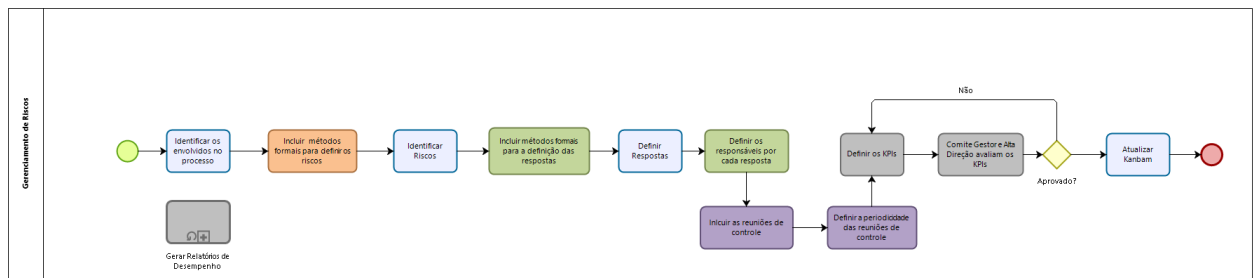 Gerenciamento de Riscos
Identificar os
envolvidos no
processo
Incluir métodos
formais para definir os
riscos
Identificar
Riscos
Incluir métodos formais
para a definição das
respostas
Definir
Respostas
Definir os
responsáveis por
cada resposta
Inlcuir as reuniões de
controle
Definir a periodicidade
das reuniões de
controle
Definir os KPIs
Comite Gestor e Alta
Direção avaliam os
KPIs
Não
Aprovado?
Atualizar
Kanbam
Gerar Relatórios de
Desempenho